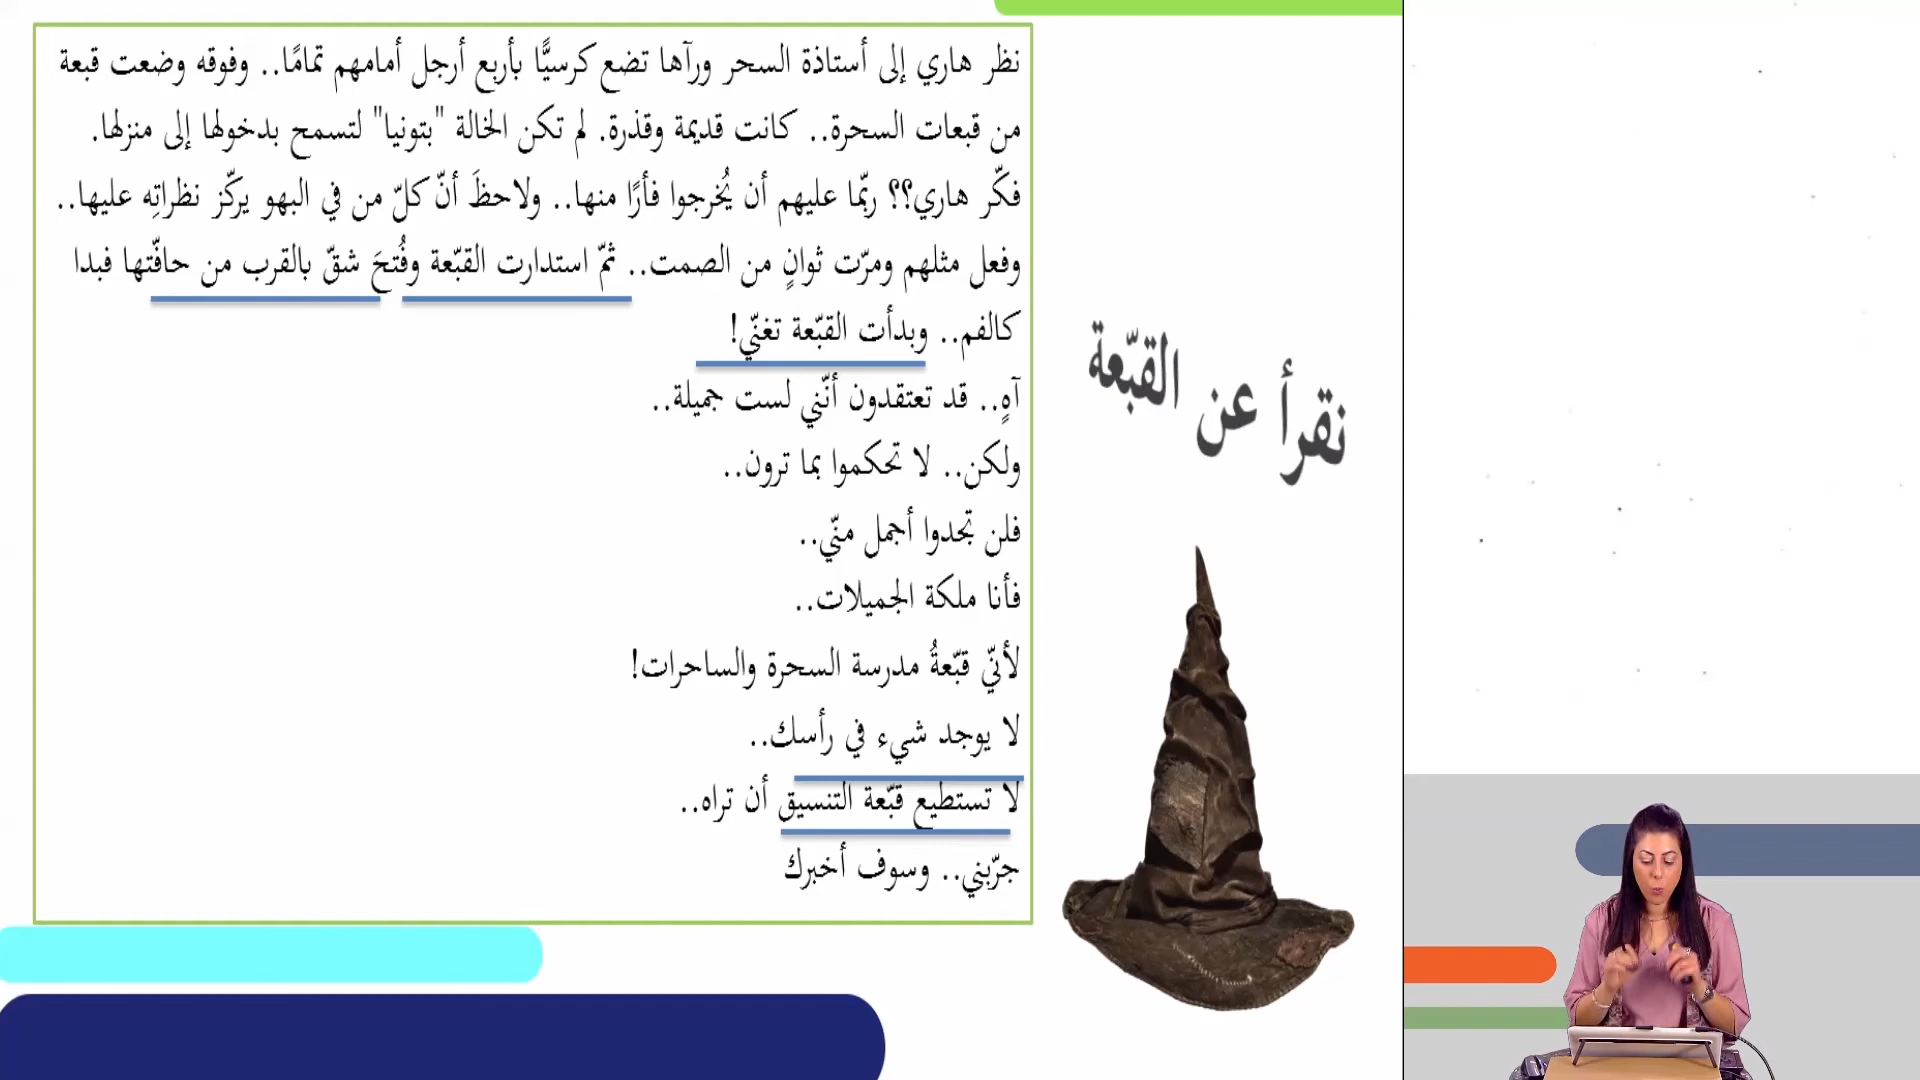 نظر هاري إلى أستاذة السحر ورآها تضع كرسيًّا بأربع أرجل أمامهم تمامًا.. وفوقه وضعت قبعة
من قبعات السحرة.. كانت قديمة وقذرة. لم تكن الخالة "بتونيا" لتسمح بدخولها إلى منزلها.
فكّر هاري؟؟ ربّما عليهم أن يُخرجوا فأرًا منها.. ولاحظَ أنّ كلّ من في البهو يركّز نظراتِه عليها..
وفعل مثلهم ومرّت ثوانٍ من الصمت.. ثمّ استدارت القبّعة وفُتحَ شقّ بالقرب من حافّتها فبدا
كالفم.. وبدأت القبّعة تغنّي!
آهٍ.. قد تعتقدون أنّني لست جميلة..
ولكن.. لا تحكموا بما ترون..
فلن تجدوا أجمل منّي..
فأنا ملكة الجميلات..
لأنّي قبّعةُ مدرسة السحرة والساحرات!
لا يوجد شيء في رأسك..
لا تستطيع قبّعة التنسيق أن تراه..
جرّبني.. وسوف أخبرك
نقرأ عن القبّعة